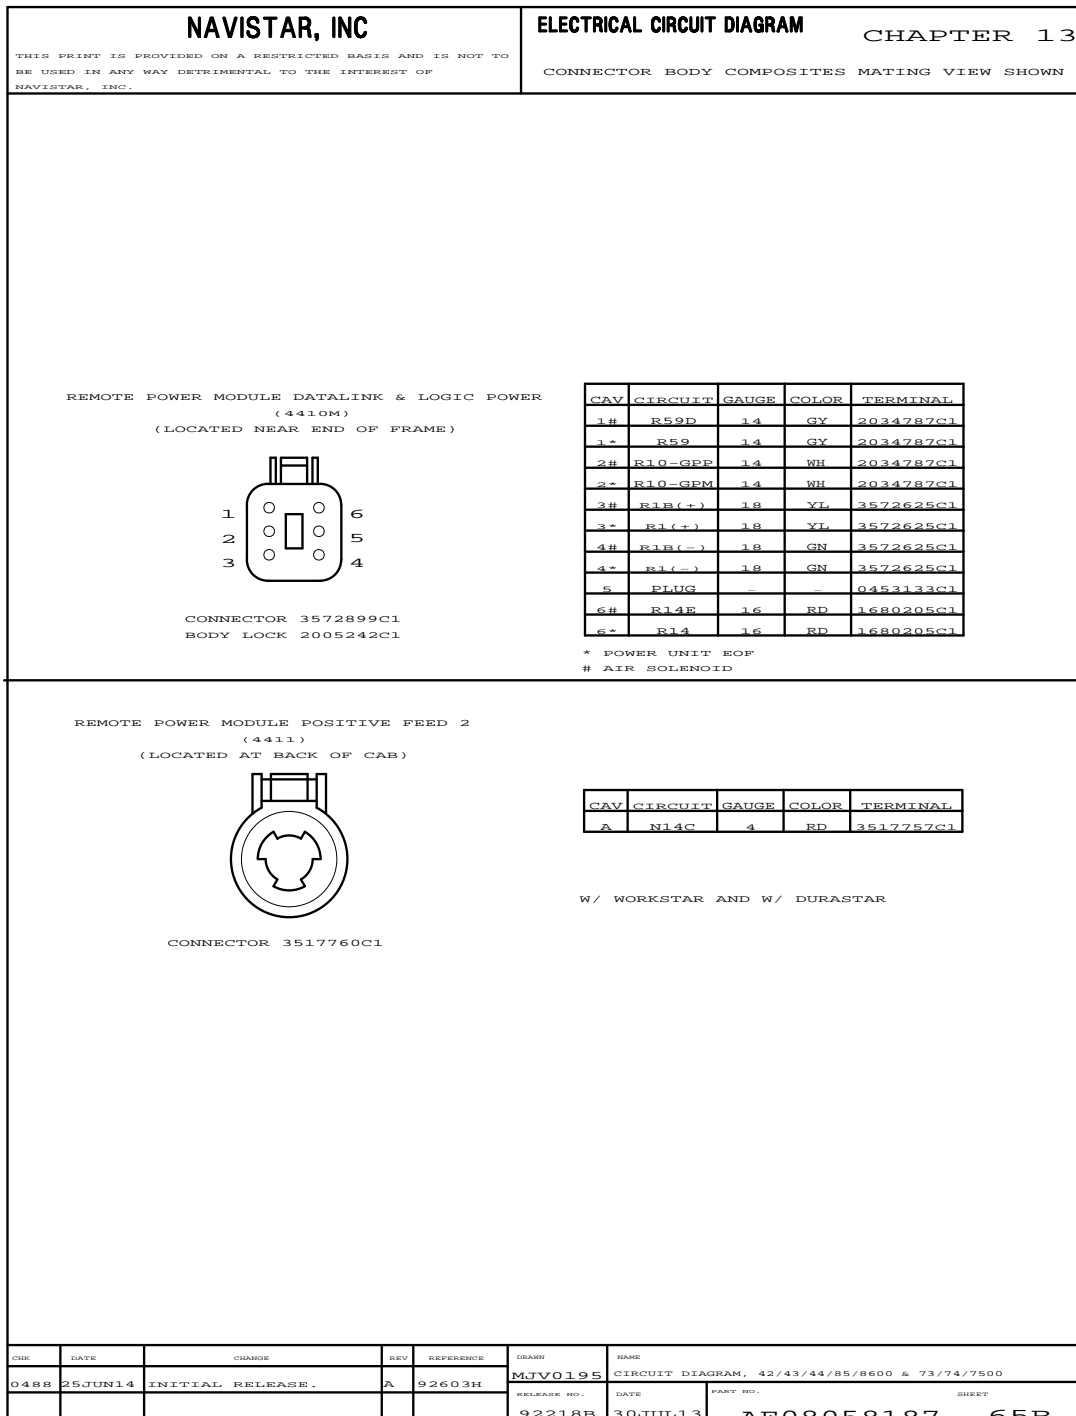 NAVISTAR, INC
THIS PRINT IS PROVIDED ON A RESTRICTED BASIS AND IS NOT TO
BE USED IN ANY WAY DETRIMENTAL TO THE INTEREST OF
NAVISTAR, INC.
ELECTRICAL CIRCUIT DIAGRAM CHAPTER 13
CONNECTOR BODY COMPOSITES MATING VIEW SHOWN
REMOTE POWER MODULE DATALINK & LOGIC POWER
(4410M)
(LOCATED NEAR END OF FRAME)
1 6
2 5
3 4
CONNECTOR 3572899C1
BODY LOCK 2005242C1
CAV CIRCUIT GAUGE COLOR TERMINAL
1# R59D 14 GY 2034787C1
1* R59 14 GY 2034787C1
2# R10-GPP 14 WH 2034787C1
2* R10-GPM 14 WH 2034787C1
3# R1B(+) 18 YL 3572625C1
3* R1(+) 18 YL 3572625C1
4# R1B(-) 18 GN 3572625C1
4* R1(-) 18 GN 3572625C1
5 PLUG - - 0453133C1
6# R14E 16 RD 1680205C1
6* R14 16 RD 1680205C1
* POWER UNIT EOF
# AIR SOLENOID
REMOTE POWER MODULE POSITIVE FEED 2
(4411)
(LOCATED AT BACK OF CAB)
CONNECTOR 3517760C1
CAV CIRCUIT GAUGE COLOR TERMINAL
A N14C 4 RD 3517757C1
W/ WORKSTAR AND W/ DURASTAR
CHK DATE CHANGE REV REFERENCE
0488 25JUN14 INITIAL RELEASE. A 92603H
DRAWN NAME
MJV0195 CIRCUIT DIAGRAM, 42/43/44/85/8600 & 73/74/7500
RELEASE NO. DATE PART NO. SHEET
92218B 30JUL13 AE08058187 65B